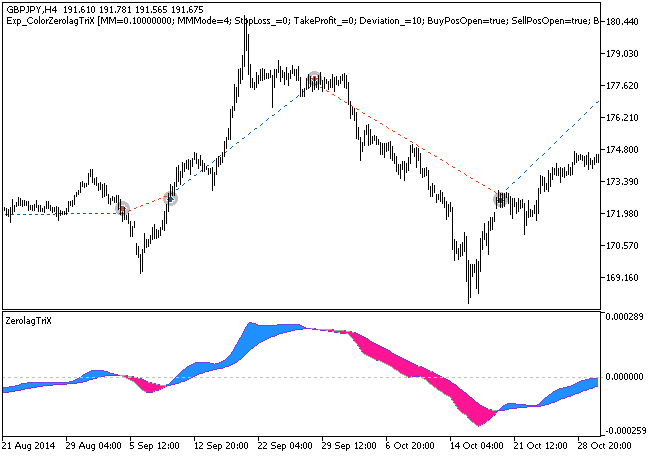 GBPJPY,H4 191.610 191.781 191.565 191.675
Exp_ColorZerolagTriX [MM=0.10000000; MMMode=4; StopLoss_=0; TakeProfit_=0; Deviation_=10; BuyPosOpen=true; SellPosOpen=true; B
180.440
179.030
177.620
176.210
174.800
173.390
171.980
170.570
169.160
ZerolagTriX
0.000289
0.000000
-0.000259
21 Aug 2014
29 Aug 04:00
5 Sep 12:00
12 Sep 20:00
22 Sep 04:00
29 Sep 12:00
6 Oct 20:00
14 Oct 04:00
21 Oct 12:00
28 Oct 20:00